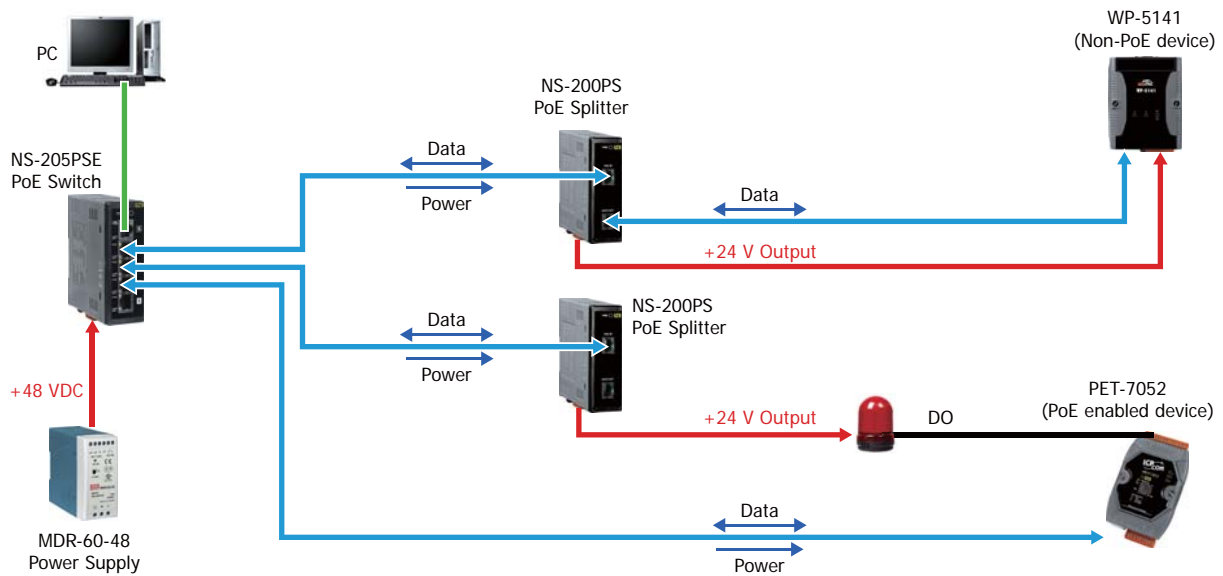 PC
NS-205PSE
PoE Switch
+48 VDC
MDR-60-48
Power Supply
Data
Power
NS-200PS
PoE Splitter
Data
+24 V Output
WP-5141
(Non-PoE device)
WP-5141
Data
Power
NS-200PS
PoE Splitter
+24 V Output
DO
PET-7052
(PoE enabled device)
Data
Power